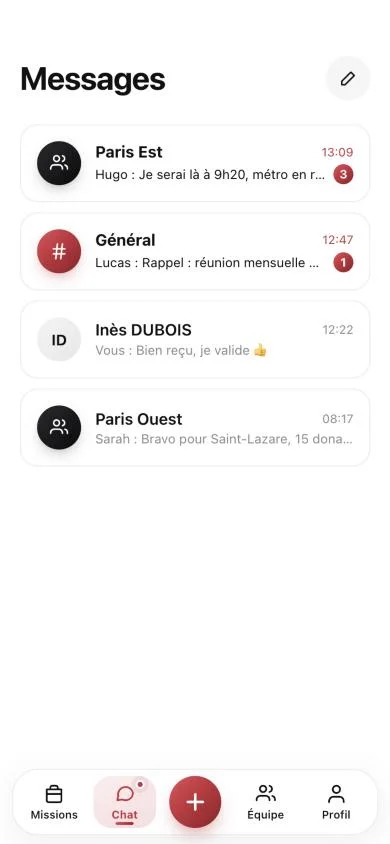 Messages
Paris Est
13:09
Hugo : Je serai là à 9h20, métro en r...
3
#
Général
12:47
Lucas : Rappel : réunion mensuelle ...
1
ID
Inès DUBOIS
12:22
Vous : Bien reçu, je valide 👍
Paris Ouest
08:17
Sarah : Bravo pour Saint-Lazare, 15 dona...
Missions
Chat
+
Équipe
Profil